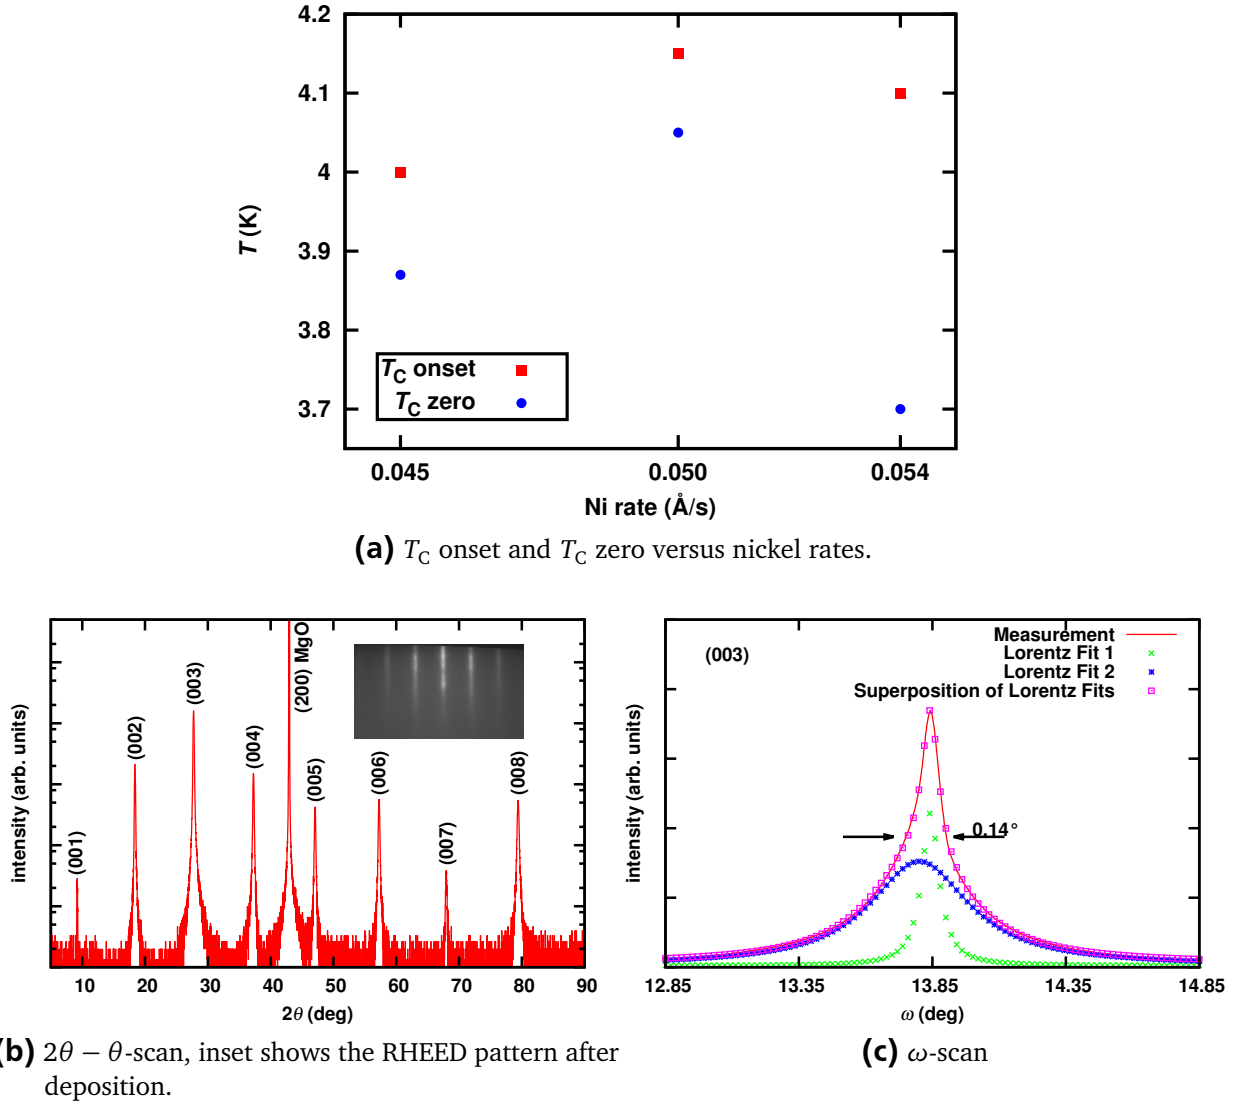 4.2
4.1
4
3.9
3.8
3.7
T (K)
T_C onset
T_C zero
0.045 0.050 0.054
Ni rate (Å/s)
(a) T_C onset and T_C zero versus nickel rates.
intensity (arb. units)
(001)
(002)
(003)
(004)
(200) MgO
(005)
(006)
(007)
(008)
10 20 30 40 50 60 70 80 90
2θ (deg)
(b) 2θ − θ-scan, inset shows the RHEED pattern after
deposition.
intensity (arb. units)
(003)
Measurement
Lorentz Fit 1
Lorentz Fit 2
Superposition of Lorentz Fits
0.14°
12.85 13.35 13.85 14.35 14.85
ω (deg)
(c) ω-scan